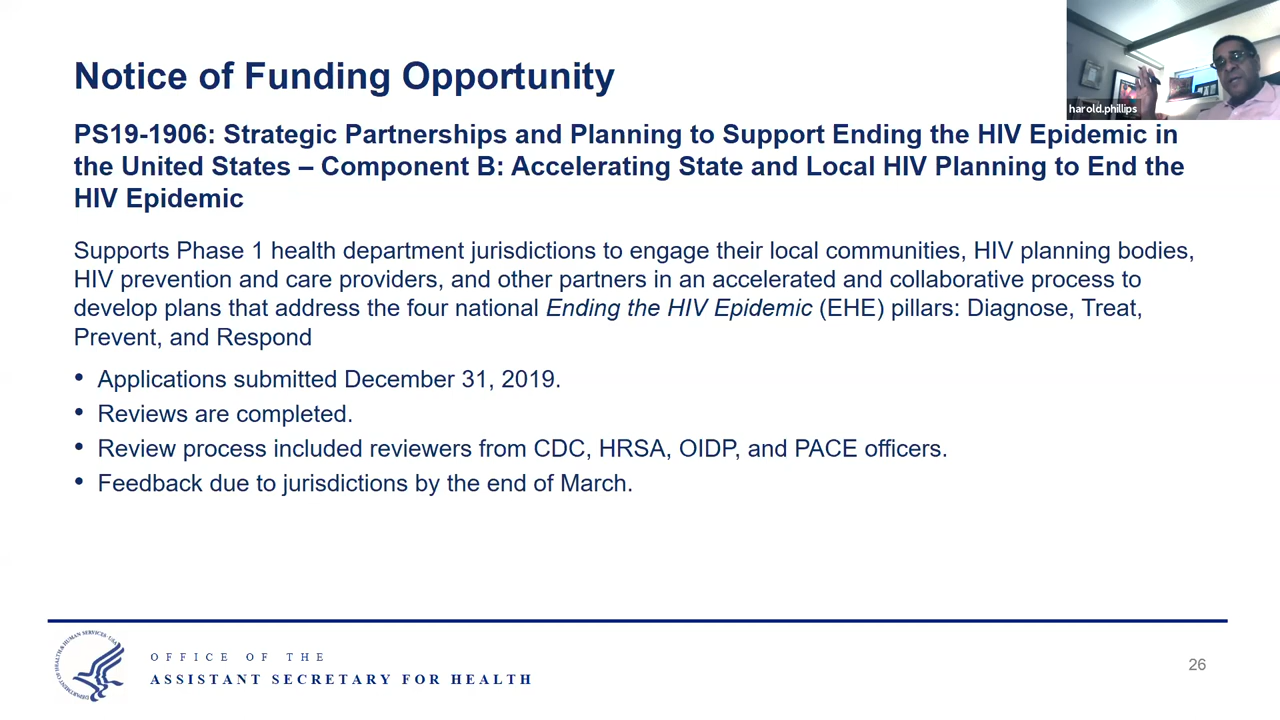 Notice of Funding Opportunity
harold.phillips
PS19-1906: Strategic Partnerships and Planning to Support Ending the HIV Epidemic in
the United States – Component B: Accelerating State and Local HIV Planning to End the
HIV Epidemic
Supports Phase 1 health department jurisdictions to engage their local communities, HIV planning bodies,
HIV prevention and care providers, and other partners in an accelerated and collaborative process to
develop plans that address the four national Ending the HIV Epidemic (EHE) pillars: Diagnose, Treat,
Prevent, and Respond
• Applications submitted December 31, 2019.
• Reviews are completed.
• Review process included reviewers from CDC, HRSA, OIDP, and PACE officers.
• Feedback due to jurisdictions by the end of March.
DEPARTMENT OF HEALTH & HUMAN SERVICES · USA
OFFICE OF THE
ASSISTANT SECRETARY FOR HEALTH
26